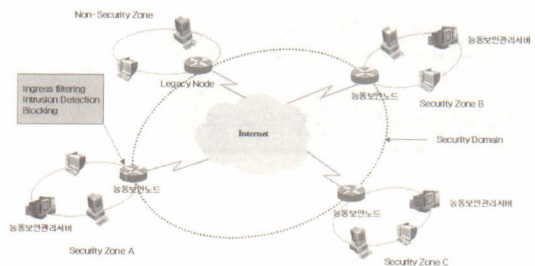 Non-Security Zone
Legacy Node
능동보안관리서버
능동보안노드
Security Zone B
Ingress filtering
Intrusion Detection
Blocking
Internet
Security Domain
능동보안노드
능동보안관리서버
Security Zone A
능동보안노드
능동보안관리서버
Security Zone C